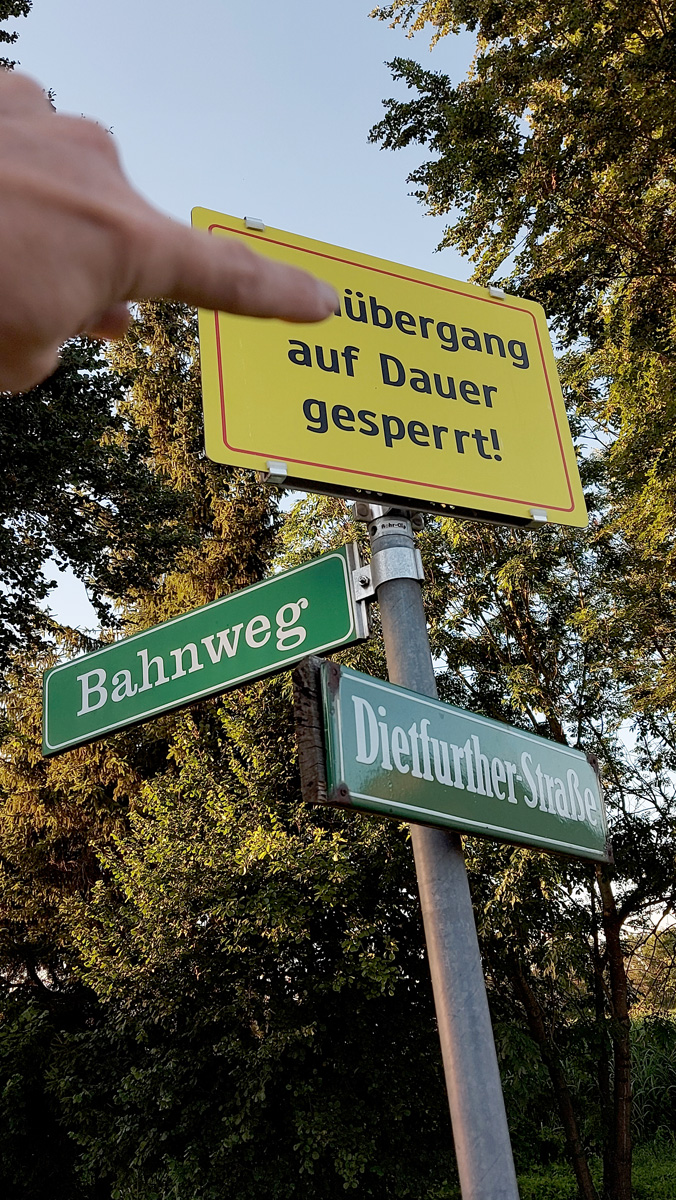 übergang
auf Dauer
gesperrt!
Bahnweg
Dietfurther-Straße